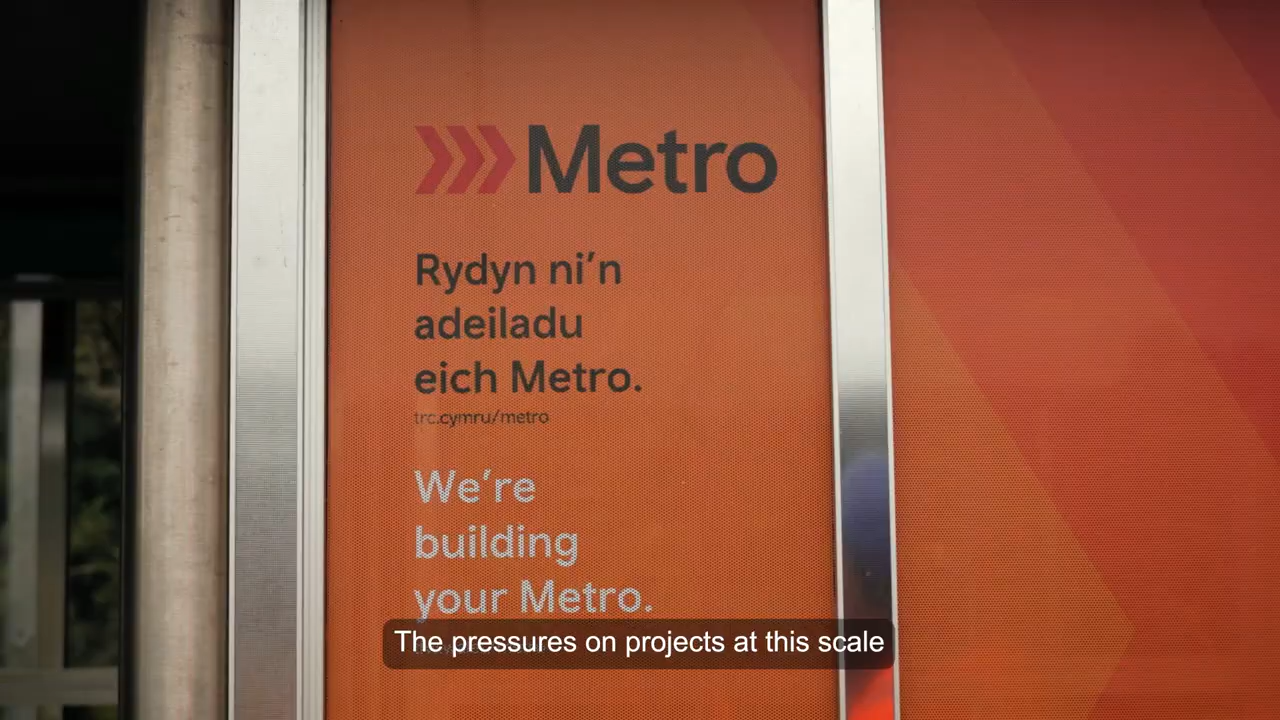 Metro
Rydyn ni’n
adeiladu
eich Metro.
trc.cymru/metro
We’re
building
your Metro.
The pressures on projects at this scale